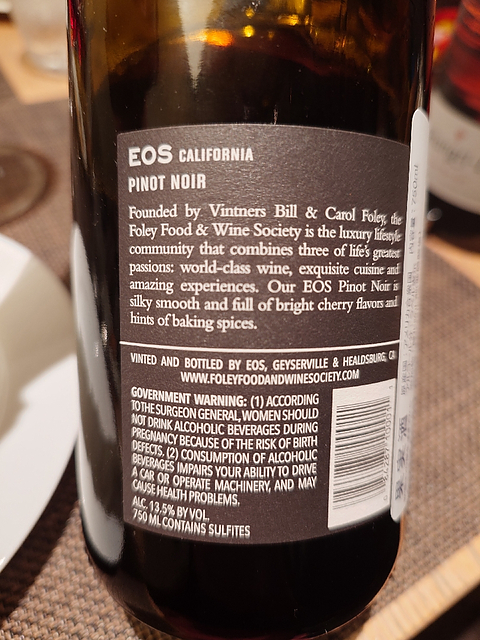 EOS CALIFORNIA
PINOT NOIR
Founded by Vintners Bill & Carol Foley, the
Foley Food & Wine Society is the luxury lifestyle
community that combines three of life's greatest
passions: world-class wine, exquisite cuisine and
amazing experiences. Our EOS Pinot Noir is
silky smooth and full of bright cherry flavors and
hints of baking spices.
VINTED AND BOTTLED BY EOS, GEYSERVILLE & HEALDSBURG, CA
WWW.FOLEYFOODANDWINESOCIETY.COM
GOVERNMENT WARNING: (1) ACCORDING
TO THE SURGEON GENERAL, WOMEN SHOULD
NOT DRINK ALCOHOLIC BEVERAGES DURING
PREGNANCY BECAUSE OF THE RISK OF BIRTH
DEFECTS. (2) CONSUMPTION OF ALCOHOLIC
BEVERAGES IMPAIRS YOUR ABILITY TO DRIVE
A CAR OR OPERATE MACHINERY, AND MAY
CAUSE HEALTH PROBLEMS.
ALC. 13.5% BY VOL.
750 ML CONTAINS SULFITES
750ml